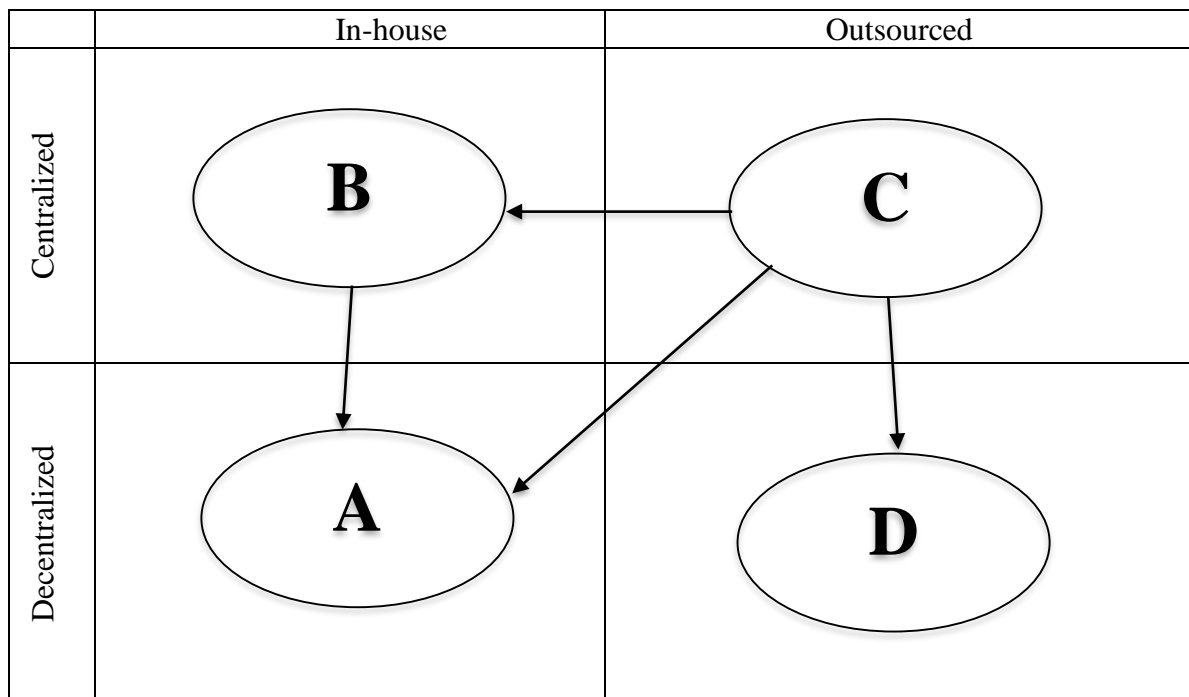 In-house
Outsourced
Centralized
B
C
Decentralized
A
D